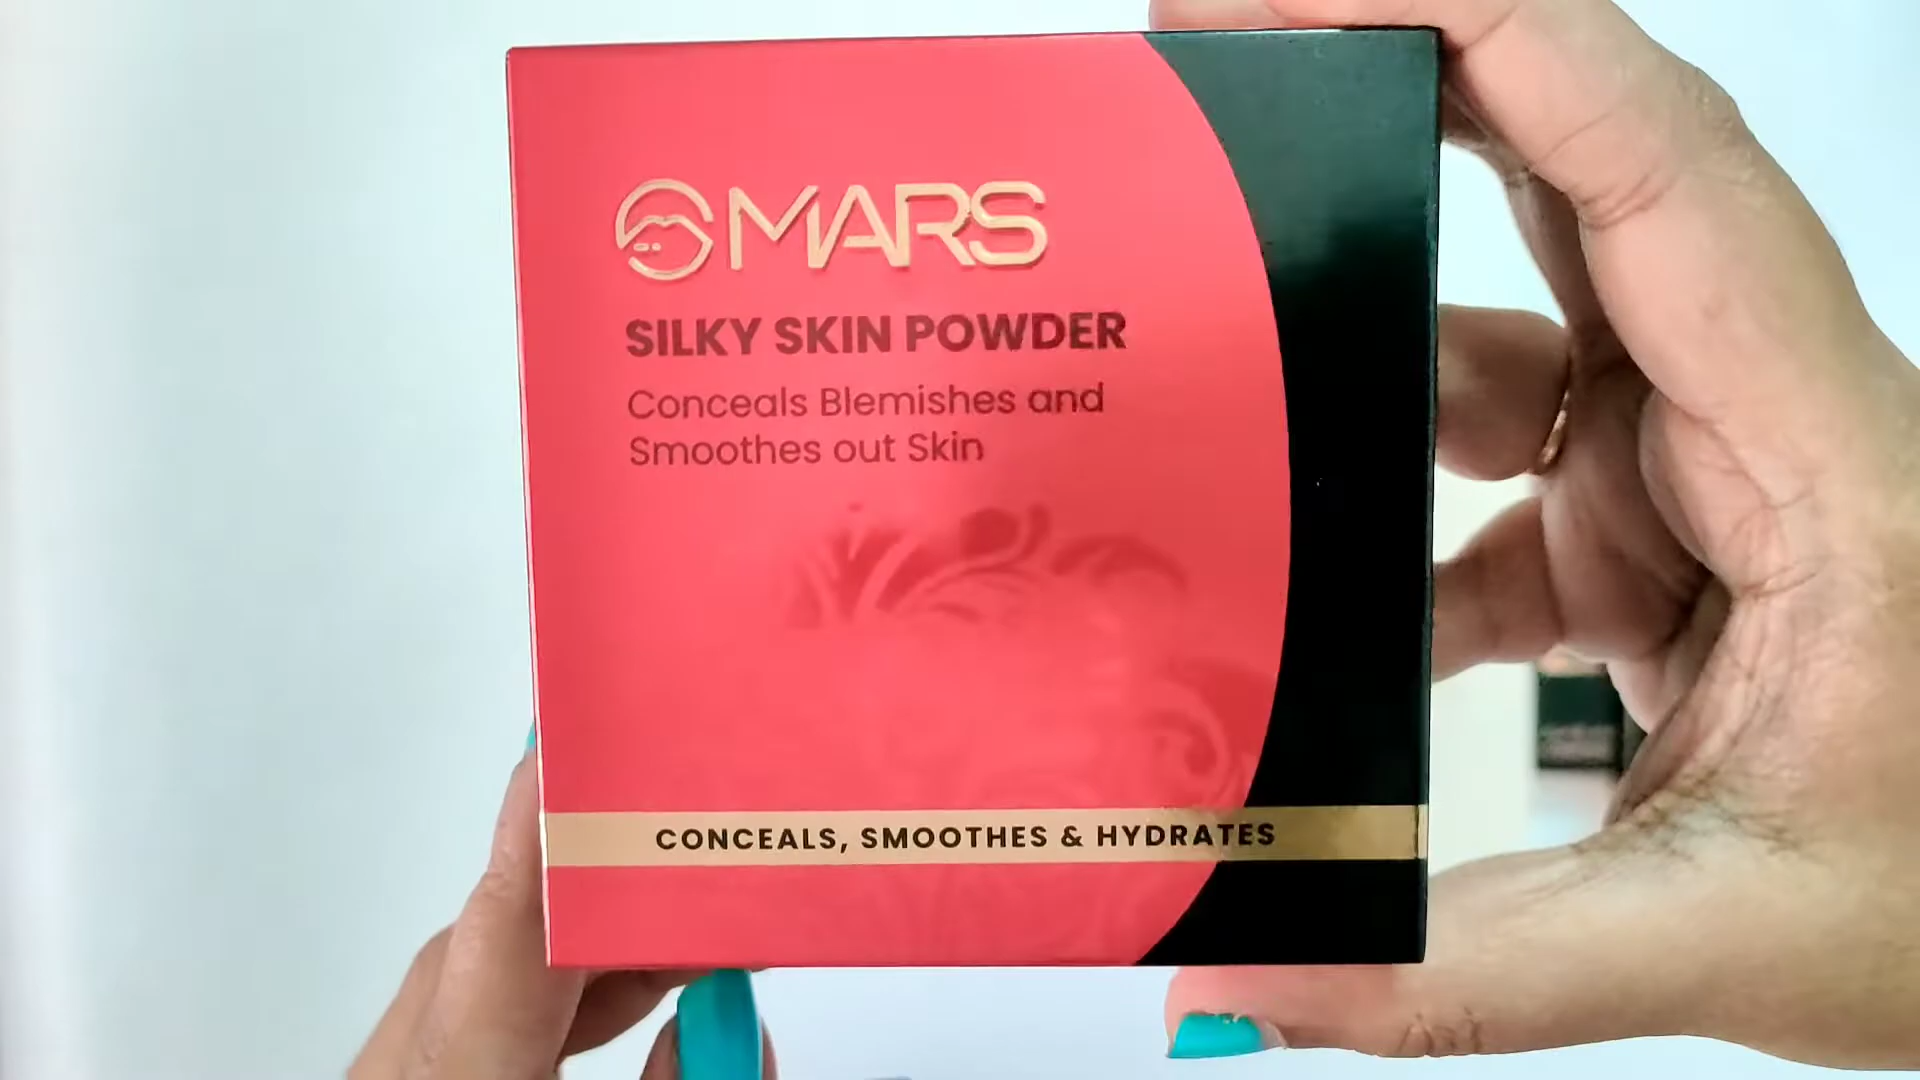 MARS
SILKY SKIN POWDER
Conceals Blemishes and
Smoothes out Skin
CONCEALS, SMOOTHES & HYDRATES